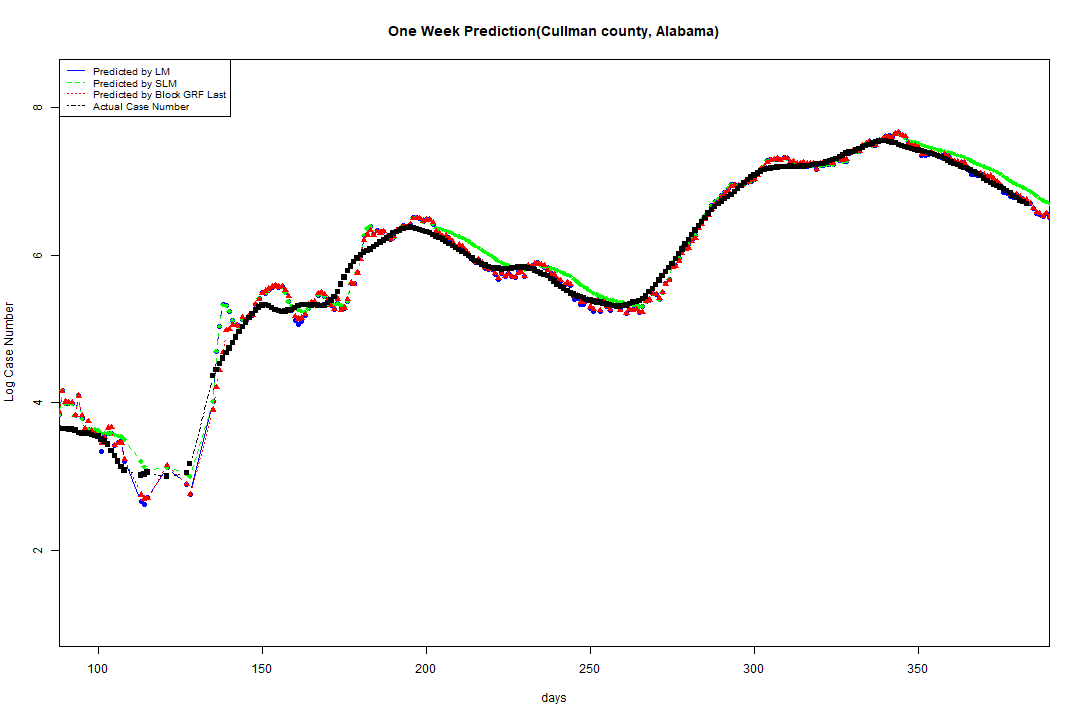 One Week Prediction(Cullman county, Alabama)
Predicted by LM
Predicted by SLM
Predicted by Block GRF Last
Actual Case Number
8
6
4
2
Log Case Number
100 150 200 250 300 350
days